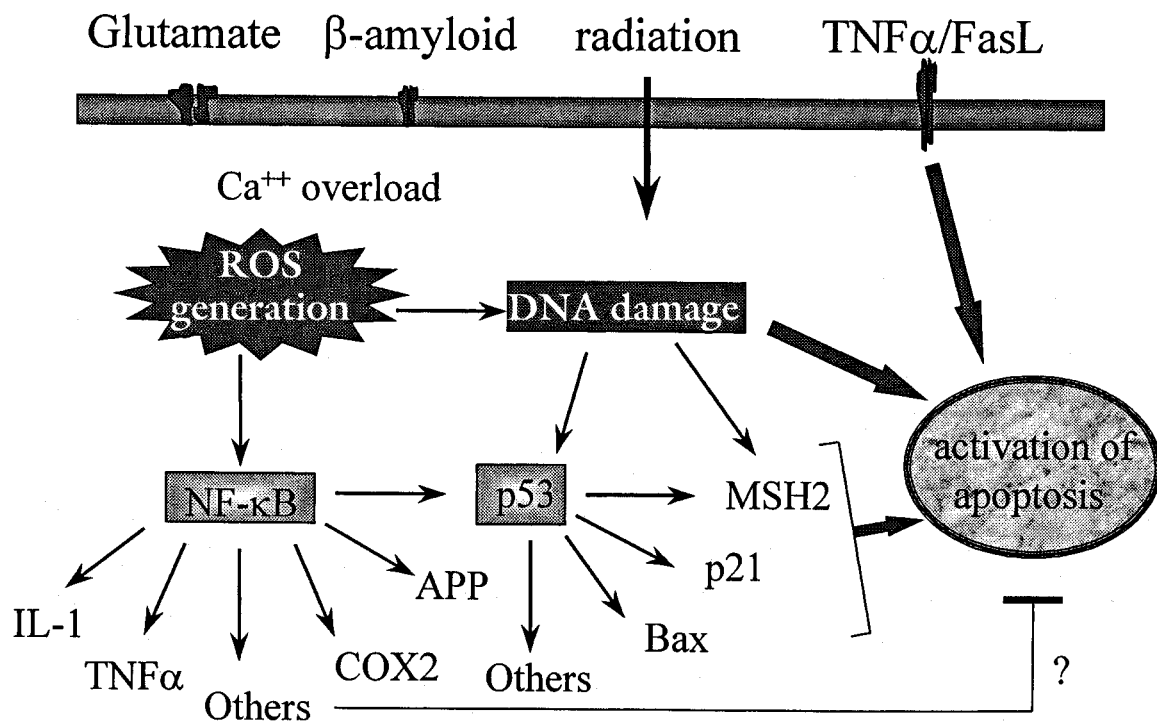 Glutamate β-amyloid radiation TNFα/FasL
Ca++ overload
ROS
generation
DNA damage
activation of
apoptosis
NF-κB
p53
MSH2
p21
APP
IL-1
Bax
TNFα
COX2
Others
Others
?